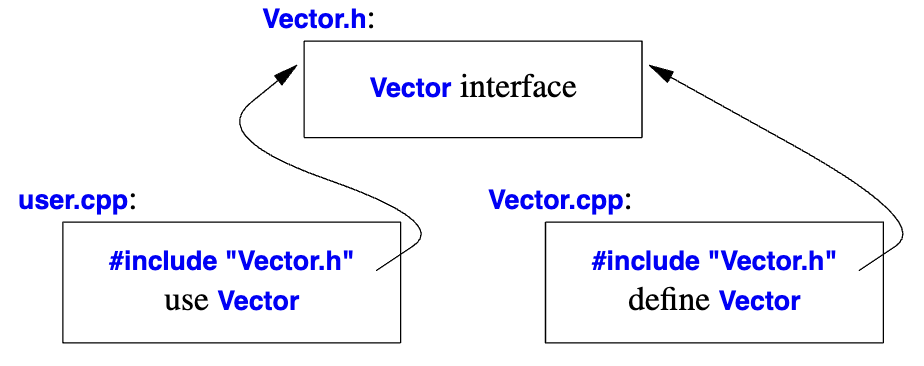 Vector.h:
Vector interface
user.cpp:
#include "Vector.h"
use Vector
Vector.cpp:
#include "Vector.h"
define Vector